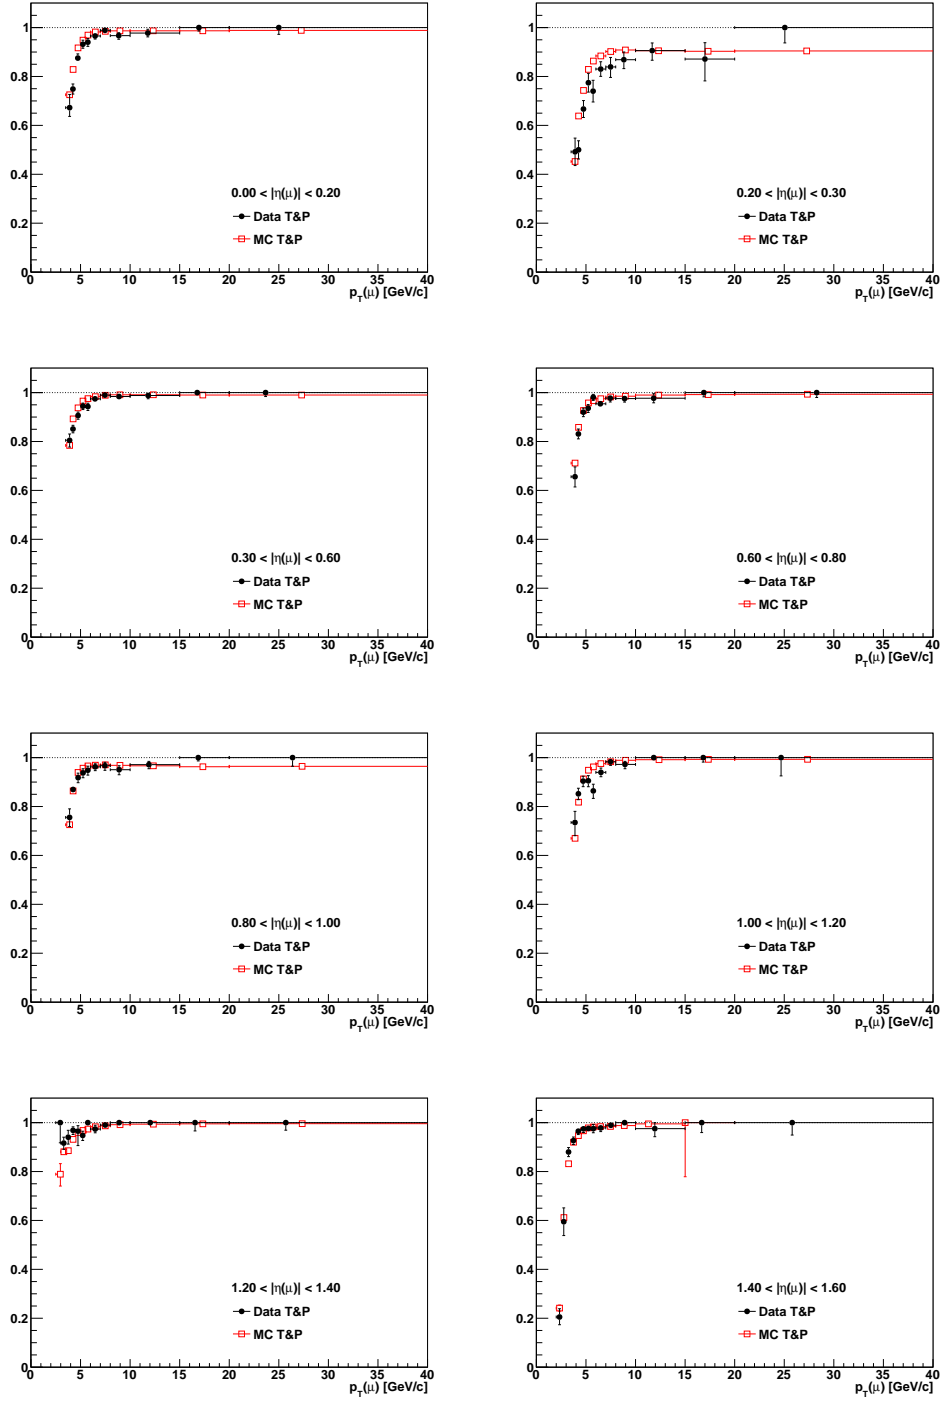 1
0.8
0.6
0.4
0.2
0
0.00 < |η(μ)| < 0.20
Data T&P
MC T&P
0 5 10 15 20 25 30 35 40
p_T(μ) [GeV/c]
1
0.8
0.6
0.4
0.2
0
0.20 < |η(μ)| < 0.30
Data T&P
MC T&P
0 5 10 15 20 25 30 35 40
p_T(μ) [GeV/c]
1
0.8
0.6
0.4
0.2
0
0.30 < |η(μ)| < 0.60
Data T&P
MC T&P
0 5 10 15 20 25 30 35 40
p_T(μ) [GeV/c]
1
0.8
0.6
0.4
0.2
0
0.60 < |η(μ)| < 0.80
Data T&P
MC T&P
0 5 10 15 20 25 30 35 40
p_T(μ) [GeV/c]
1
0.8
0.6
0.4
0.2
0
0.80 < |η(μ)| < 1.00
Data T&P
MC T&P
0 5 10 15 20 25 30 35 40
p_T(μ) [GeV/c]
1
0.8
0.6
0.4
0.2
0
1.00 < |η(μ)| < 1.20
Data T&P
MC T&P
0 5 10 15 20 25 30 35 40
p_T(μ) [GeV/c]
1
0.8
0.6
0.4
0.2
0
1.20 < |η(μ)| < 1.40
Data T&P
MC T&P
0 5 10 15 20 25 30 35 40
p_T(μ) [GeV/c]
1
0.8
0.6
0.4
0.2
0
1.40 < |η(μ)| < 1.60
Data T&P
MC T&P
0 5 10 15 20 25 30 35 40
p_T(μ) [GeV/c]